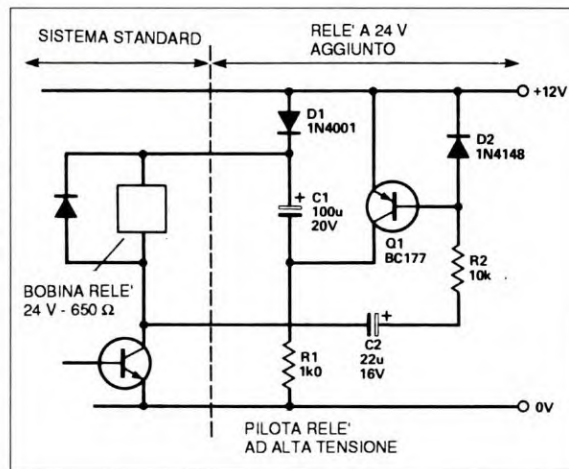 SISTEMA STANDARD
RELE' A 24 V
AGGIUNTO
+12V
D1
1N4001
D2
1N4148
+
C1
100u
20V
Q1
BC177
R2
10k
BOBINA RELE'
24 V - 650 Ω
+
C2
22u
16V
R1
1k0
0V
PILOTA RELE'
AD ALTA TENSIONE